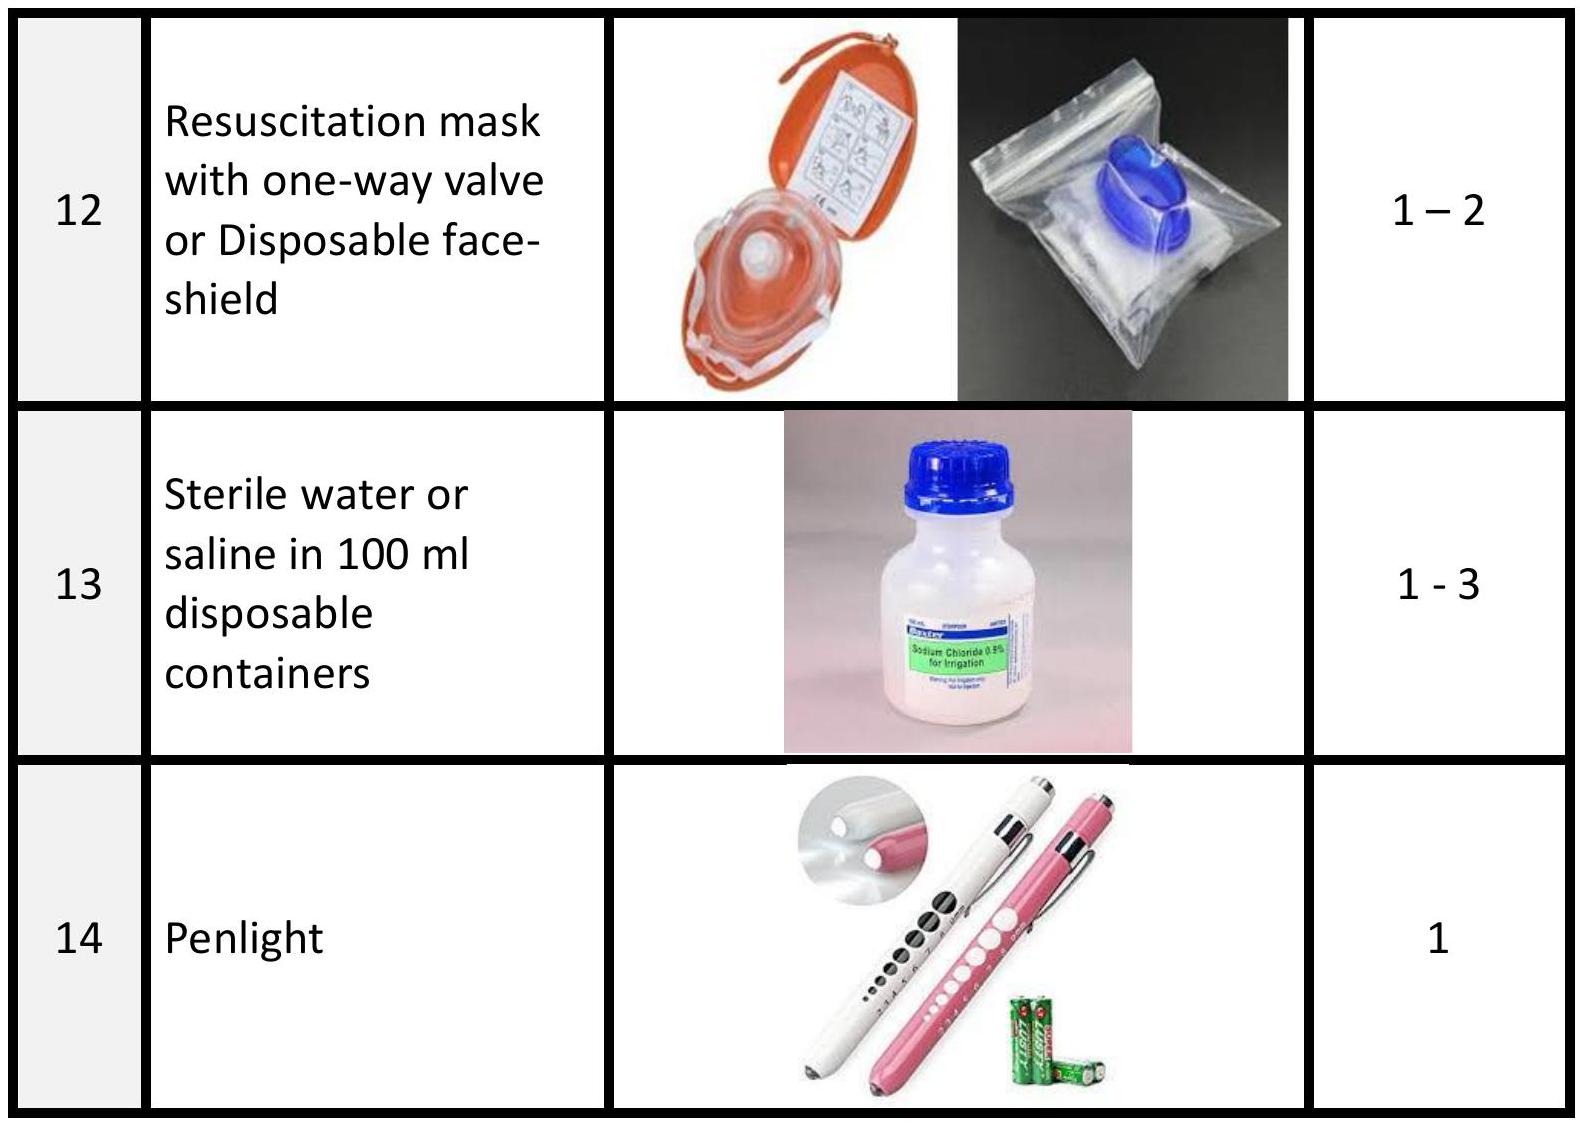 12
Resuscitation mask
with one-way valve
or Disposable face-
shield
1 – 2
13
Sterile water or
saline in 100 ml
disposable
containers
Baxter
Sodium Chloride 0.9%
for Irrigation
1 - 3
14
Penlight
LUSTY
1